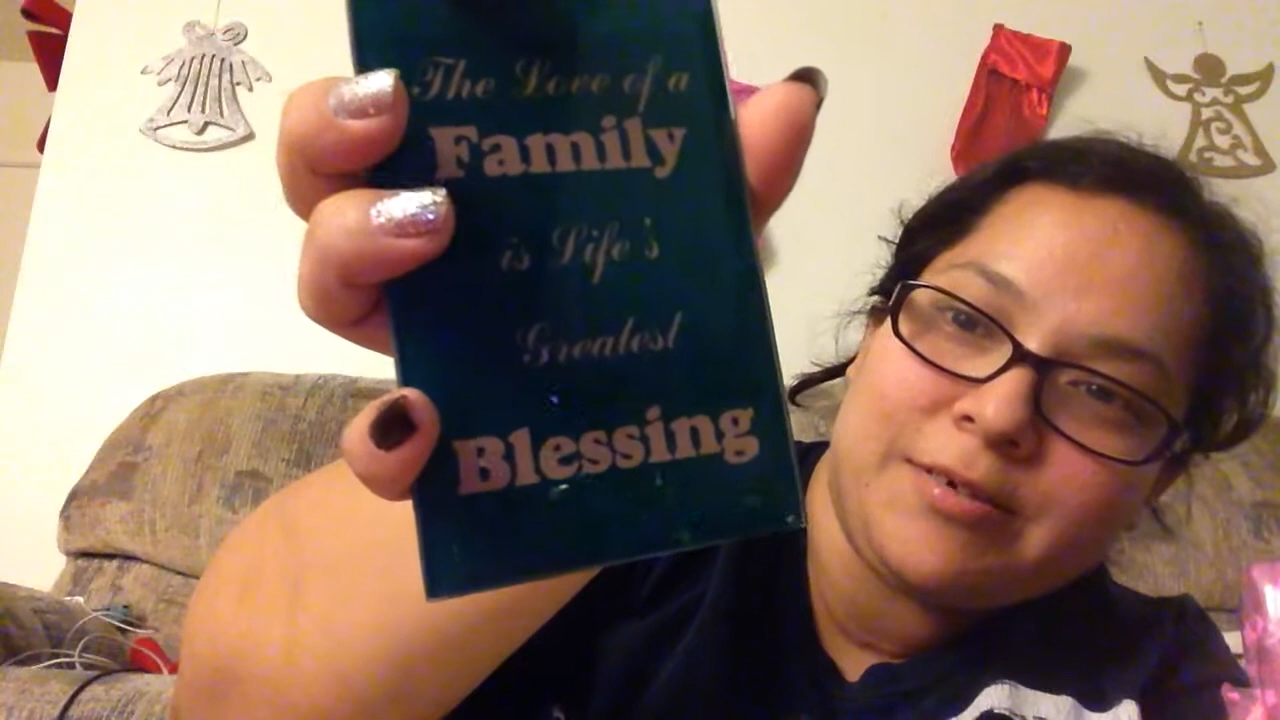 The Love of a
Family
is Life's
Greatest
Blessing